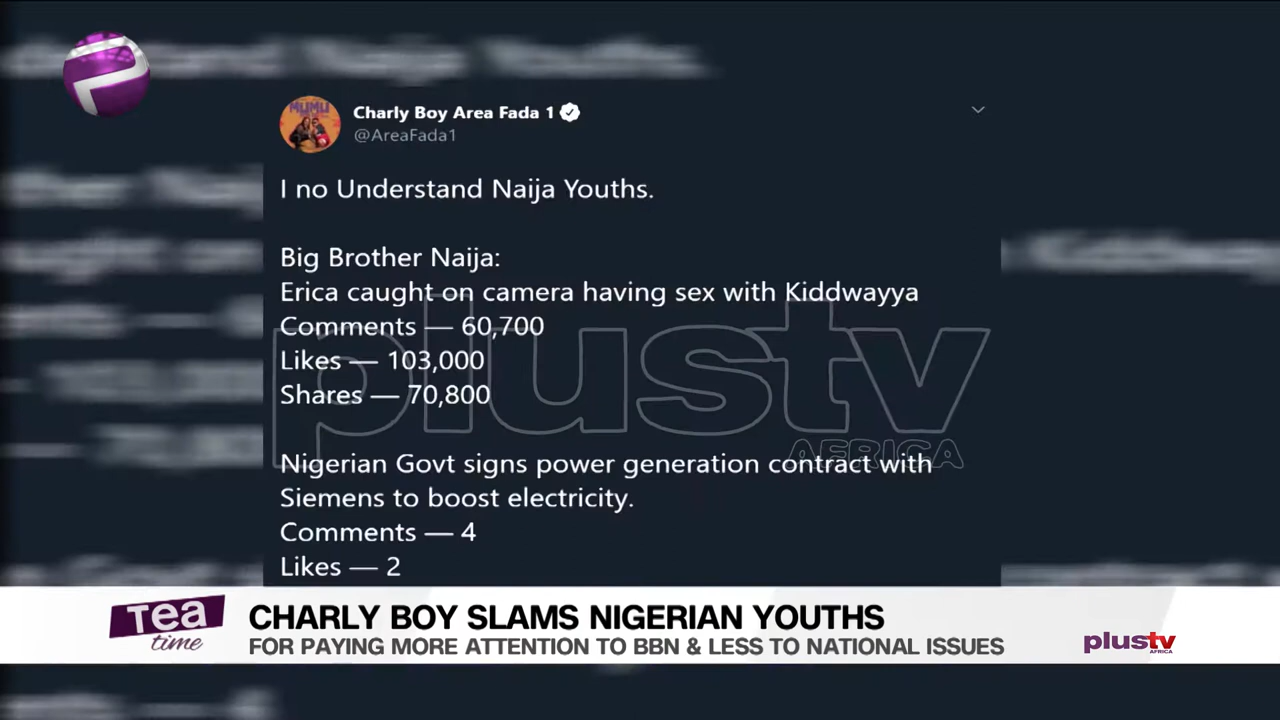 Charly Boy Area Fada 1
@AreaFada1
I no Understand Naija Youths.
Big Brother Naija:
Erica caught on camera having sex with Kiddwayya
Comments — 60,700
Likes — 103,000
Shares — 70,800
Nigerian Govt signs power generation contract with
Siemens to boost electricity.
Comments — 4
Likes — 2
plustv
AFRICA
Tea
time
CHARLY BOY SLAMS NIGERIAN YOUTHS
FOR PAYING MORE ATTENTION TO BBN & LESS TO NATIONAL ISSUES
plustv
AFRICA